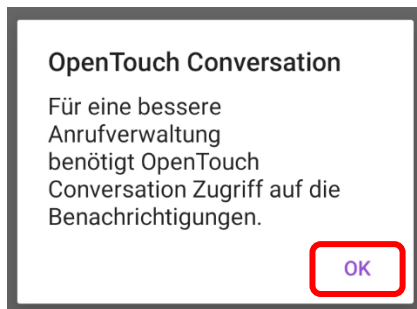 OpenTouch Conversation
Für eine bessere
Anrufverwaltung
benötigt OpenTouch
Conversation Zugriff auf die
Benachrichtigungen.
OK